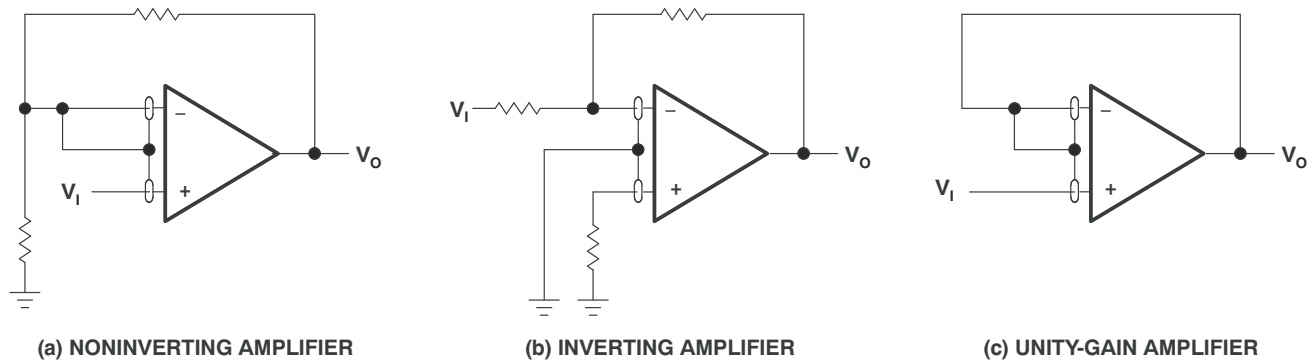 V_I
V_O
(a) NONINVERTING AMPLIFIER
V_I
V_O
(b) INVERTING AMPLIFIER
V_I
V_O
(c) UNITY-GAIN AMPLIFIER